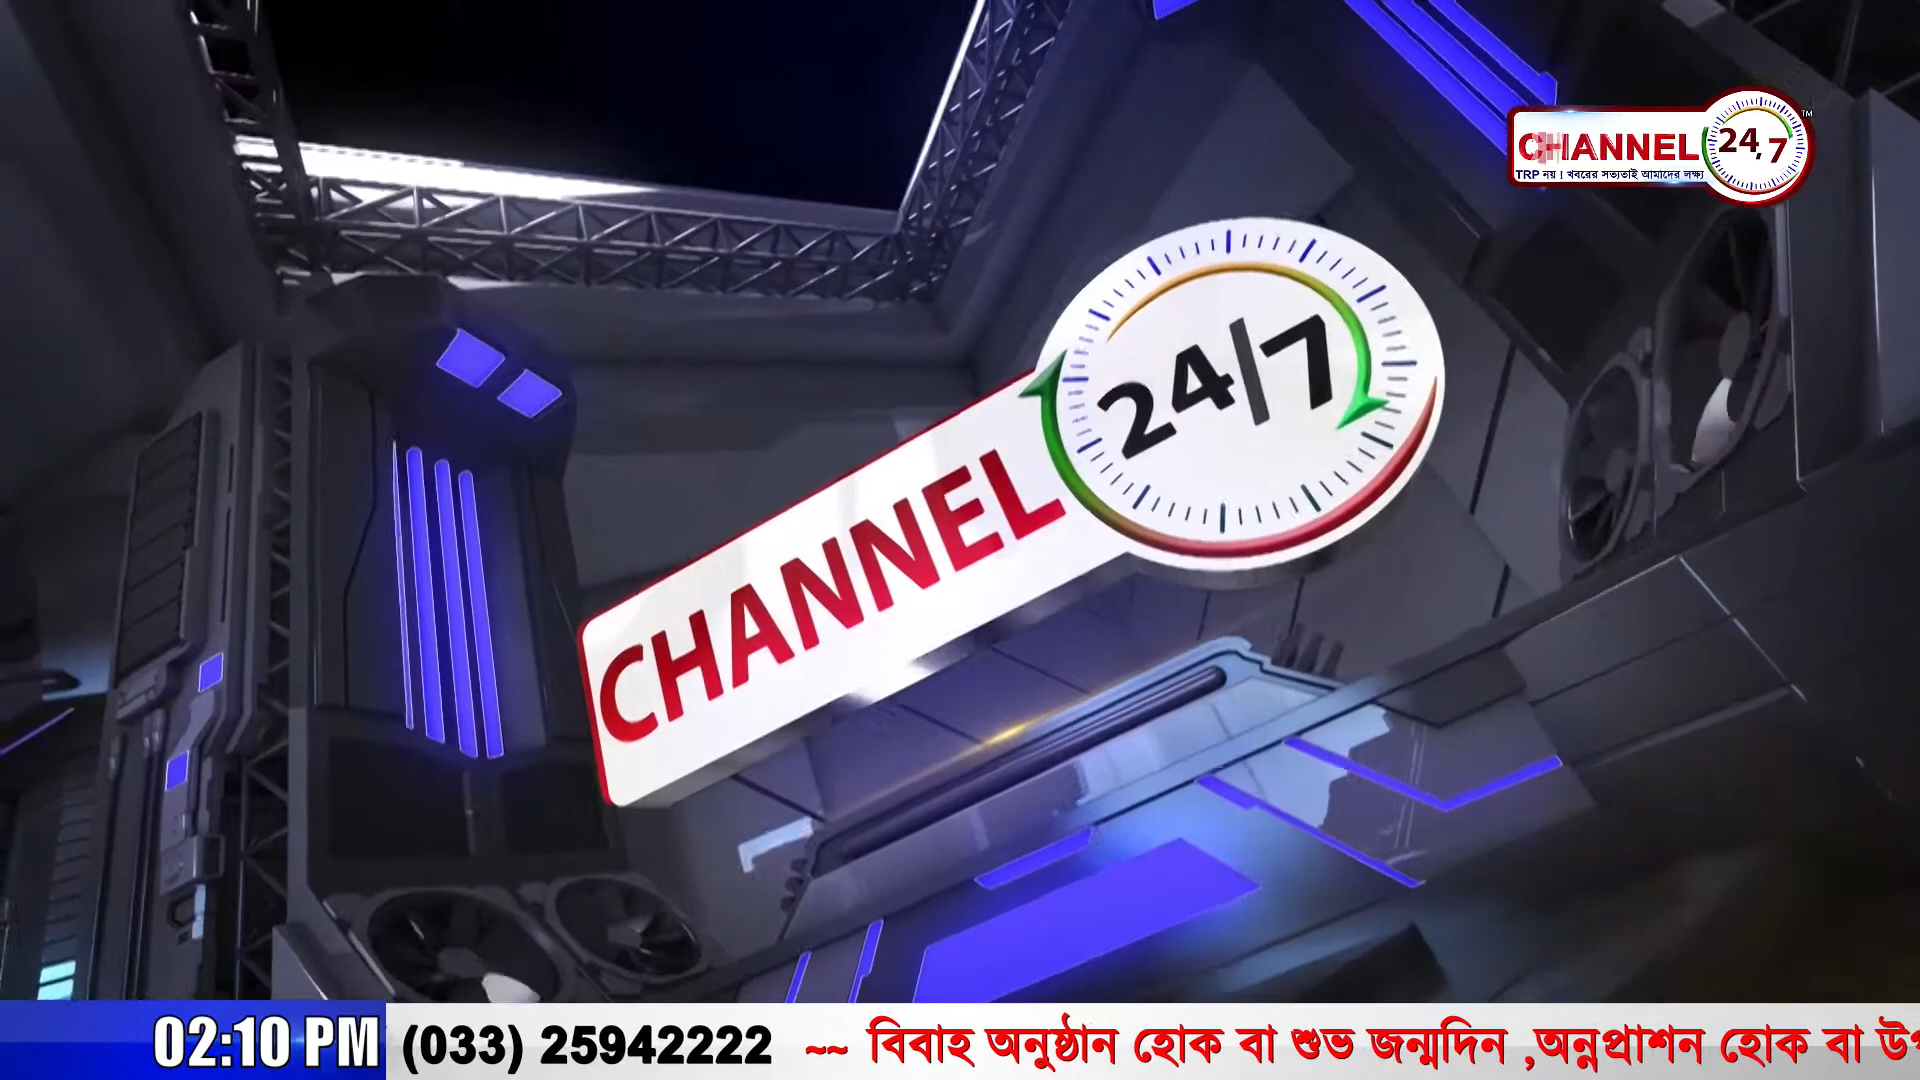 CHANNEL 24,7
TM
TRP নয়। খবরের সত্যতাই আমাদের লক্ষ্য
24/7
CHANNEL
02:10 PM (033) 25942222 ~~ বিবাহ অনুষ্ঠান হোক বা শুভ জন্মদিন ,অন্নপ্রাশন হোক বা